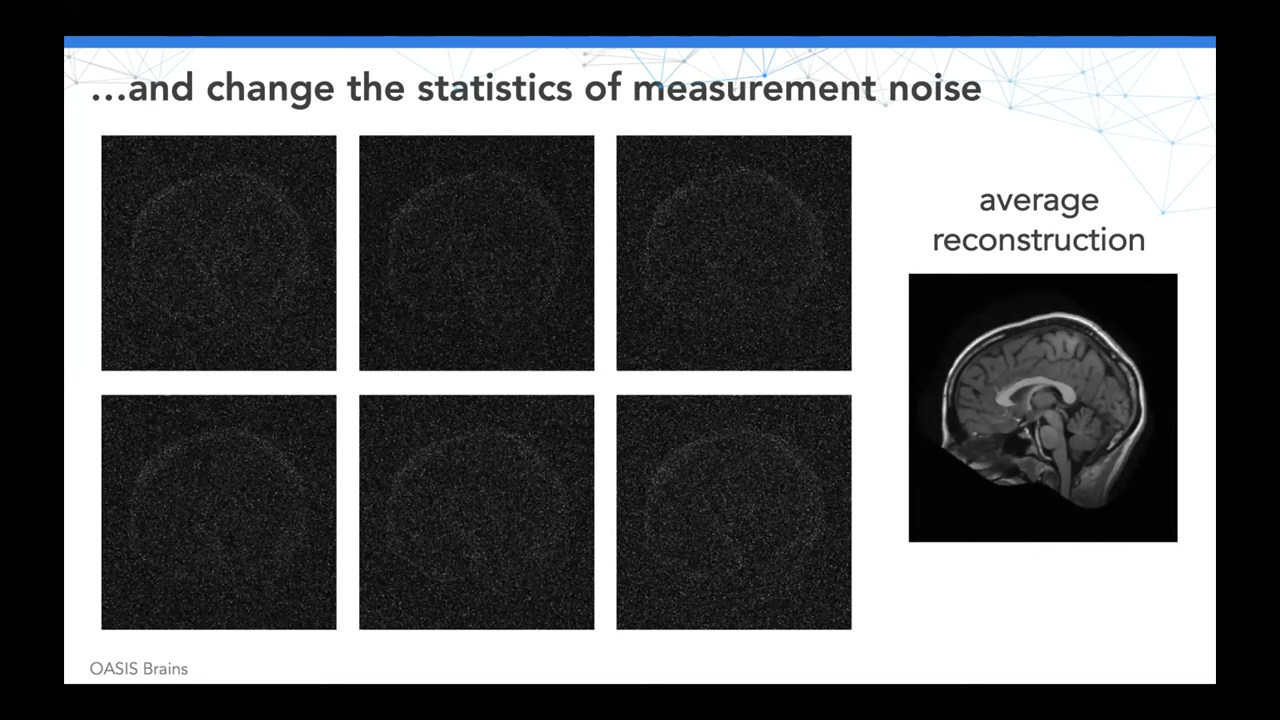 …and change the statistics of measurement noise
average
reconstruction
OASIS Brains